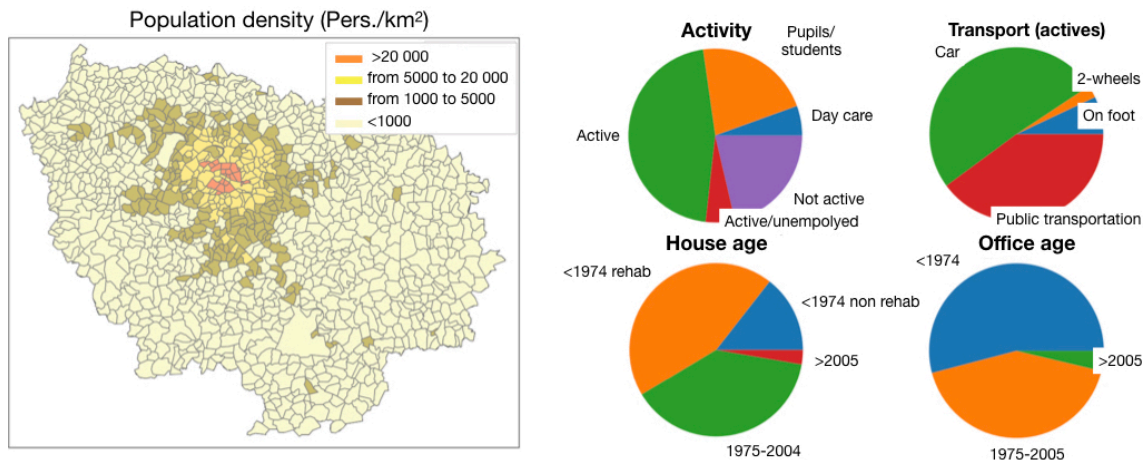 Population density (Pers./km²)
>20 000
from 5000 to 20 000
from 1000 to 5000
<1000
Activity
Pupils/
students
Day care
Active
Not active
Active/unempolyed
Transport (actives)
Car
2-wheels
On foot
Public transportation
House age
<1974 rehab
<1974 non rehab
>2005
1975-2004
Office age
<1974
>2005
1975-2005